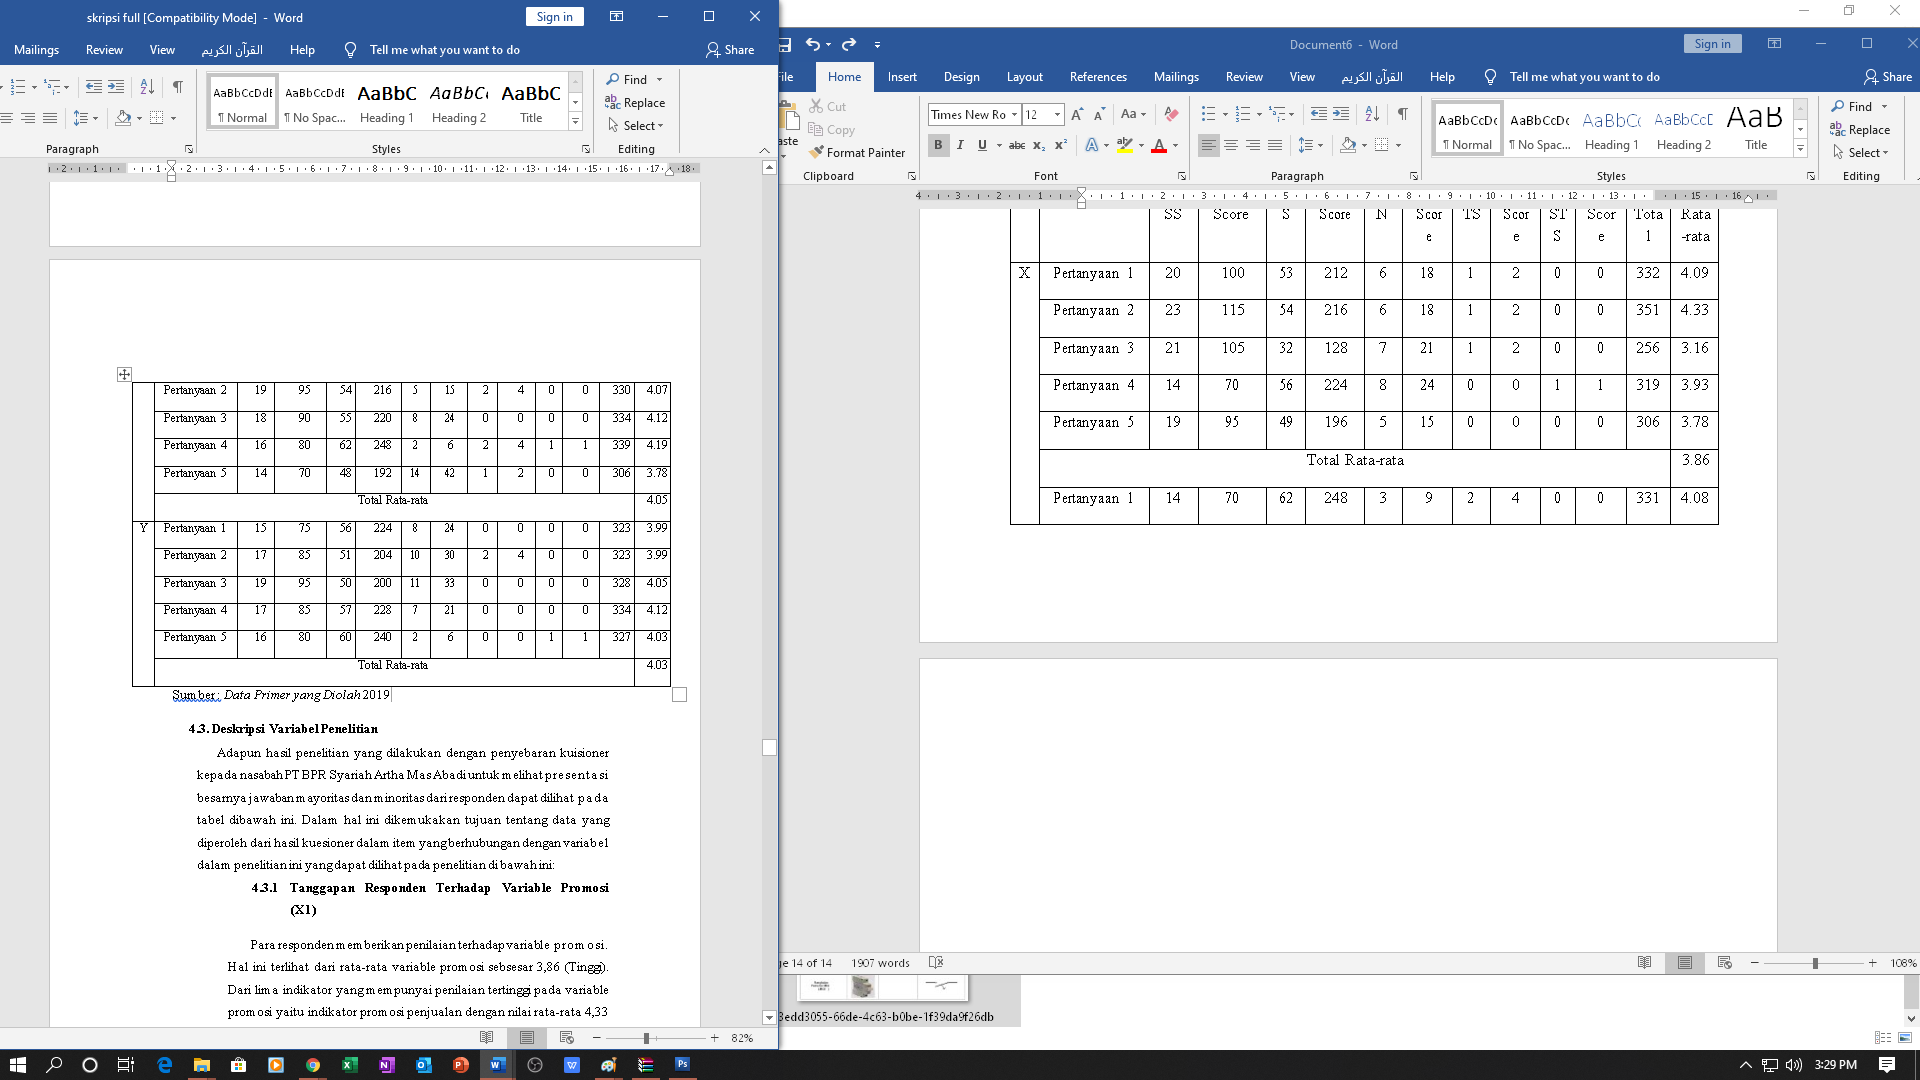 skripsi full [Compatibility Mode] - Word
Sign in
Mailings Review View القرآن الكريم Help Tell me what you want to do Share
AaBbCcDdE AaBbCcDdE AaBbC AaBbC AaBbC
¶ Normal ¶ No Spac... Heading 1 Heading 2 Title
Find
Replace
Select
Paragraph Styles Editing
Pertanyaan 2 19 95 54 216 5 15 2 4 0 0 330 4.07
Pertanyaan 3 18 90 55 220 8 24 0 0 0 0 334 4.12
Pertanyaan 4 16 80 62 248 2 6 2 4 1 1 339 4.19
Pertanyaan 5 14 70 48 192 14 42 1 2 0 0 306 3.78
Total Rata-rata 4.05
Y Pertanyaan 1 15 75 56 224 8 24 0 0 0 0 323 3.99
Pertanyaan 2 17 85 51 204 10 30 2 4 0 0 323 3.99
Pertanyaan 3 19 95 50 200 11 33 0 0 0 0 328 4.05
Pertanyaan 4 17 85 57 228 7 21 0 0 0 0 334 4.12
Pertanyaan 5 16 80 60 240 2 6 0 0 1 1 327 4.03
Total Rata-rata 4.03
Sumber: Data Primer yang Diolah 2019
4.3. Deskripsi Variabel Penelitian
Adapun hasil penelitian yang dilakukan dengan penyebaran kuisioner
kepada nasabah PT BPR Syariah Artha Mas Abadi untuk melihat presentasi
besarnya jawaban mayoritas dan minoritas dari responden dapat dilihat pada
tabel dibawah ini. Dalam hal ini dikemukakan tujuan tentang data yang
diperoleh dari hasil kuesioner dalam item yang berhubungan dengan variabel
dalam penelitian ini yang dapat dilihat pada penelitian di bawah ini:
4.3.1 Tanggapan Responden Terhadap Variable Promosi
(X1)
Para responden memberikan penilaian terhadap variable promosi.
Hal ini terlihat dari rata-rata variable promosi sebsesar 3,86 (Tinggi).
Dari lima indikator yang mempunyai penilaian tertinggi pada variable
promosi yaitu indikator promosi penjualan dengan nilai rata-rata 4,33
82%
Document6 - Word
Sign in
File Home Insert Design Layout References Mailings Review View القرآن الكريم Help Tell me what you want to do Share
Cut
Copy
Format Painter
Times New Ro 12
AaBbCcDc AaBbCcDc AaBbCc AaBbCcD AaB
¶ Normal ¶ No Spac... Heading 1 Heading 2 Title
Find
Replace
Select
Clipboard Font Paragraph Styles Editing
SS Score S Score N Scor TS Scor ST Scor Tota Rata
e e S e l -rata
X Pertanyaan 1 20 100 53 212 6 18 1 2 0 0 332 4.09
Pertanyaan 2 23 115 54 216 6 18 1 2 0 0 351 4.33
Pertanyaan 3 21 105 32 128 7 21 1 2 0 0 256 3.16
Pertanyaan 4 14 70 56 224 8 24 0 0 1 1 319 3.93
Pertanyaan 5 19 95 49 196 5 15 0 0 0 0 306 3.78
Total Rata-rata 3.86
Pertanyaan 1 14 70 62 248 3 9 2 4 0 0 331 4.08
ge 14 of 14 1907 words 108%
3edd3055-66de-4c63-b0be-1f39da9f26db
3:29 PM